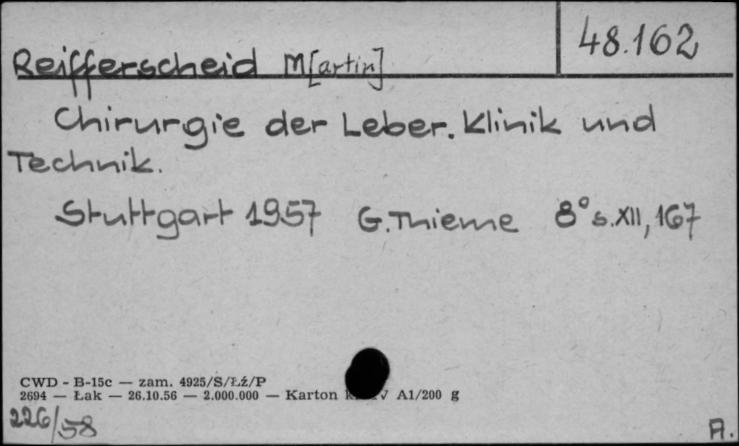 48.162
Reifferscheid M[artin]
Chirurgie der Leber. Klinik und
Technik.
Stuttgart 1957 G. Thieme 8° s. XII, 167
CWD - B-15c — zam. 4925/S/Łź/P
2694 — Łak — 26.10.56 — 2.000.000 — Karton A1/200 g
226/58
A.